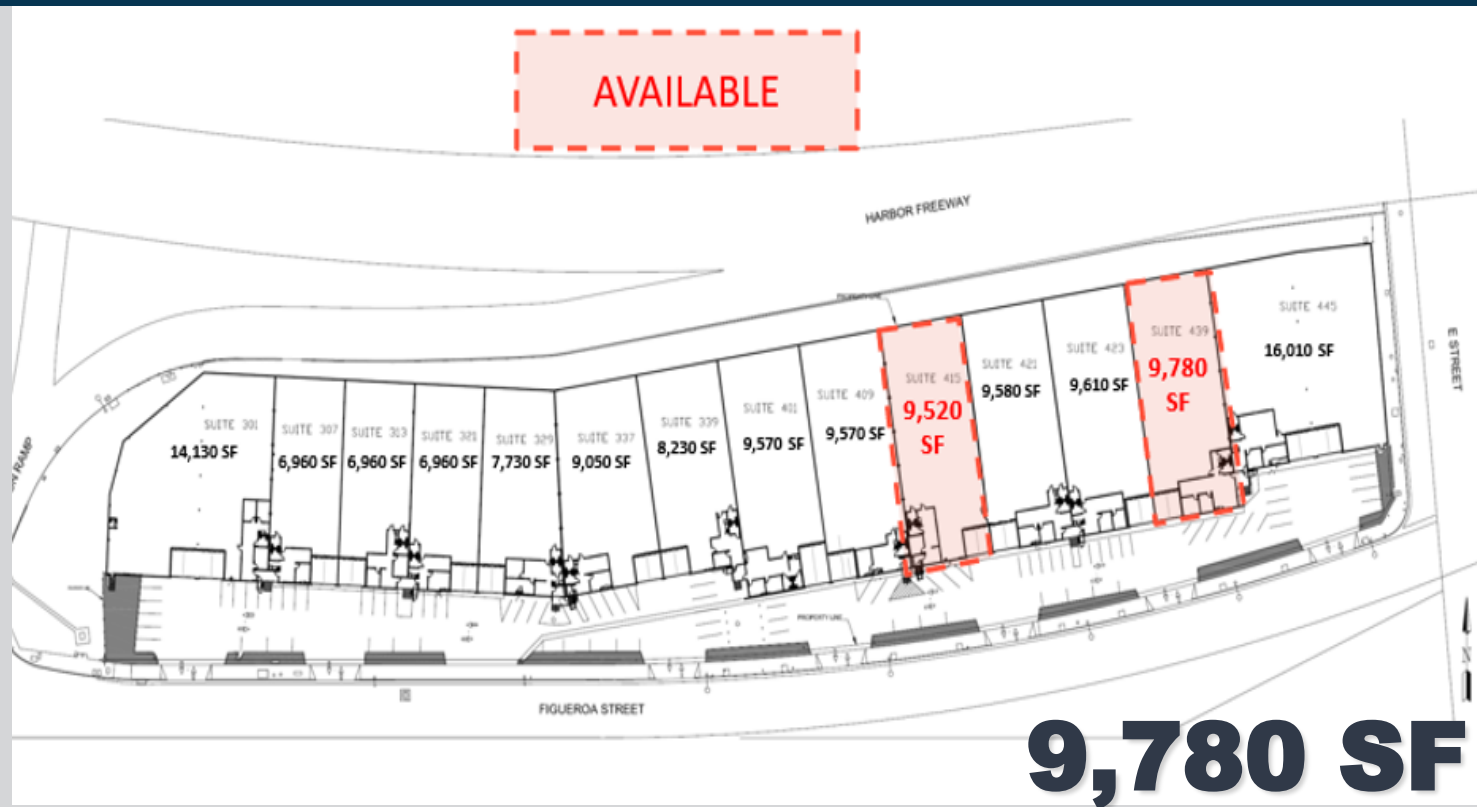 AVAILABLE
HARBOR FREEWAY
PROPERTY LINE
E STREET
SUITE 301
14,130 SF
SUITE 307
6,960 SF
SUITE 313
6,960 SF
SUITE 321
6,960 SF
SUITE 329
7,730 SF
SUITE 337
9,050 SF
SUITE 339
8,230 SF
SUITE 401
9,570 SF
SUITE 409
9,570 SF
SUITE 415
9,520
SF
SUITE 421
9,580 SF
SUITE 423
9,610 SF
SUITE 439
9,780
SF
SUITE 445
16,010 SF
RAMP
PROPERTY LINE
N
FIGUEROA STREET
9,780 SF